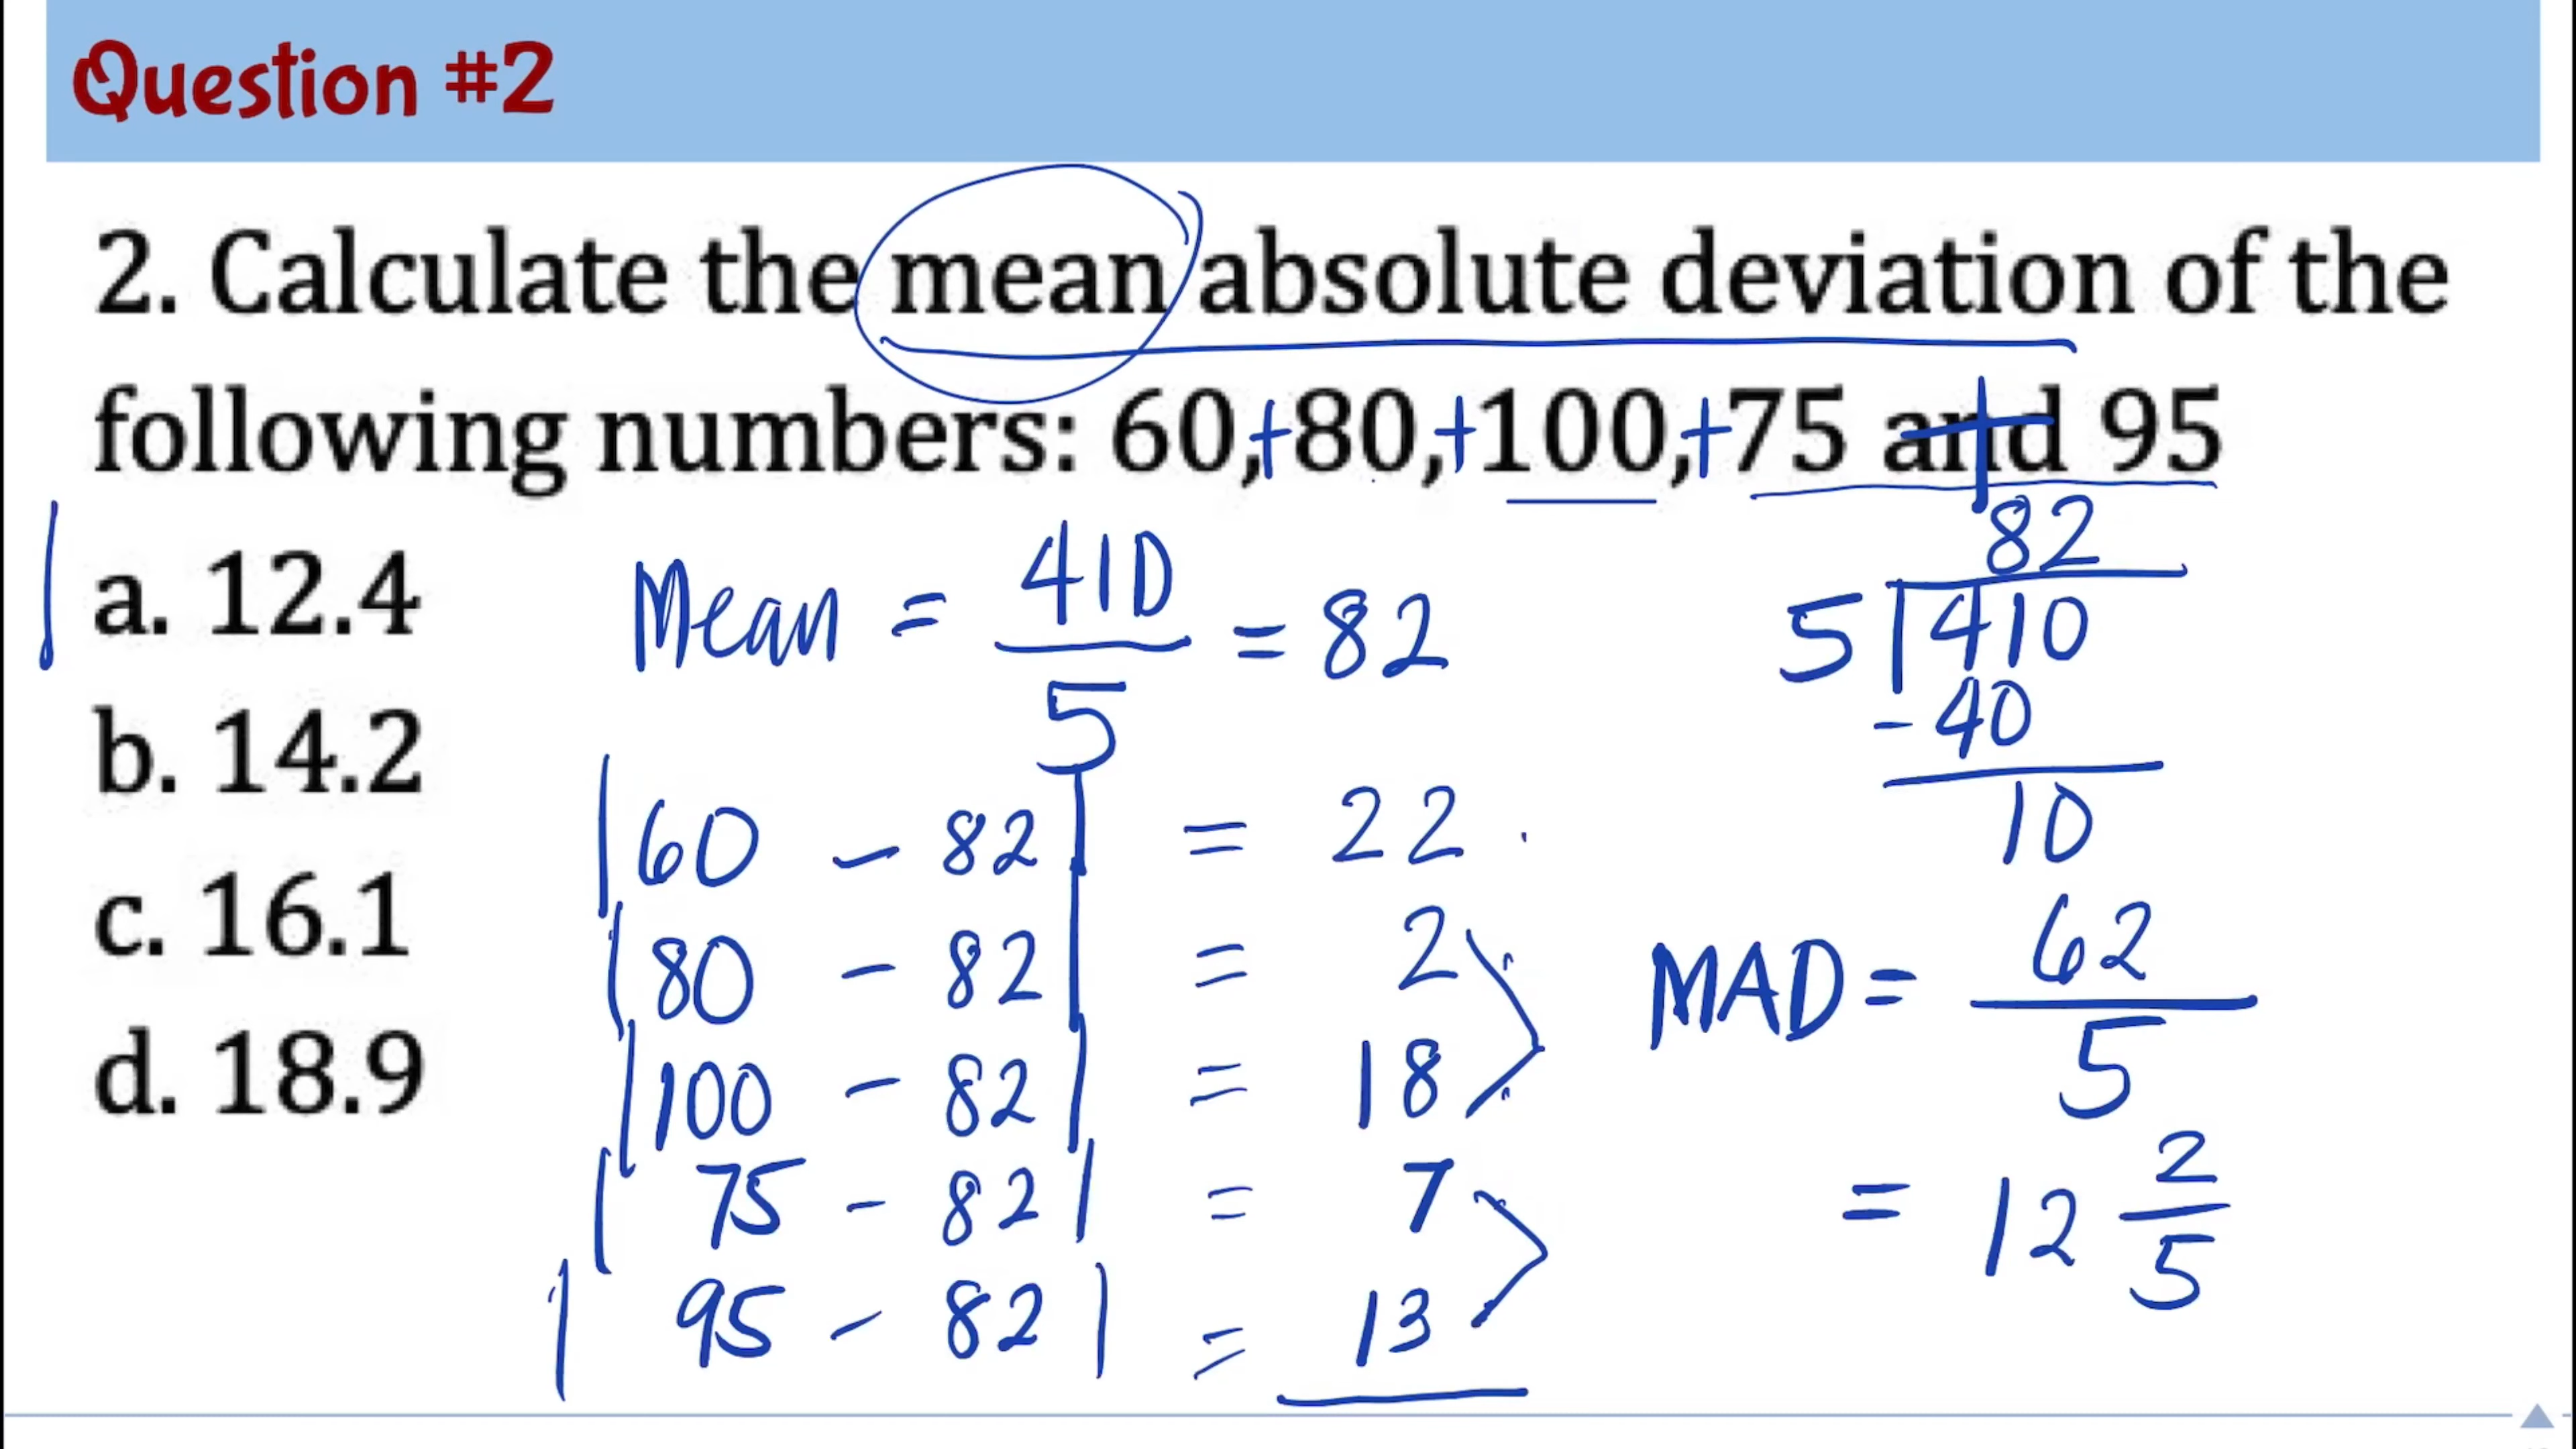 Question #2
2. Calculate the mean absolute deviation of the
following numbers: 60,+80,+100,+75 and + 95
a. 12.4
b. 14.2
c. 16.1
d. 18.9
Mean = 410/5 = 82
82
5 410
- 40
10
|60 - 82| = 22
|80 - 82| = 2
|100 - 82| = 18
|75 - 82| = 7
|95 - 82| = 13
MAD = 62/5
= 12 2/5